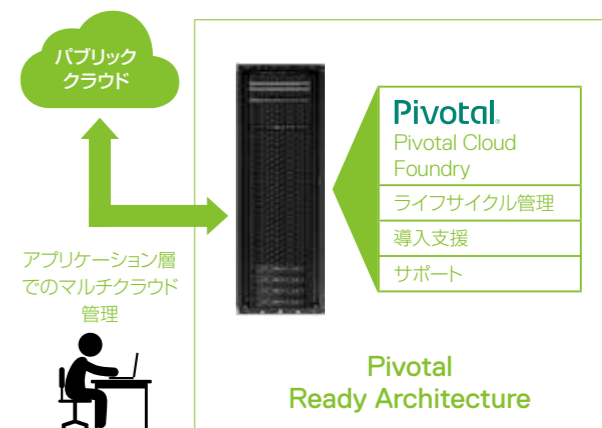 パブリック
クラウド
アプリケーション層
でのマルチクラウド
管理
Pivotal.
Pivotal Cloud
Foundry
ライフサイクル管理
導入支援
サポート
Pivotal
Ready Architecture